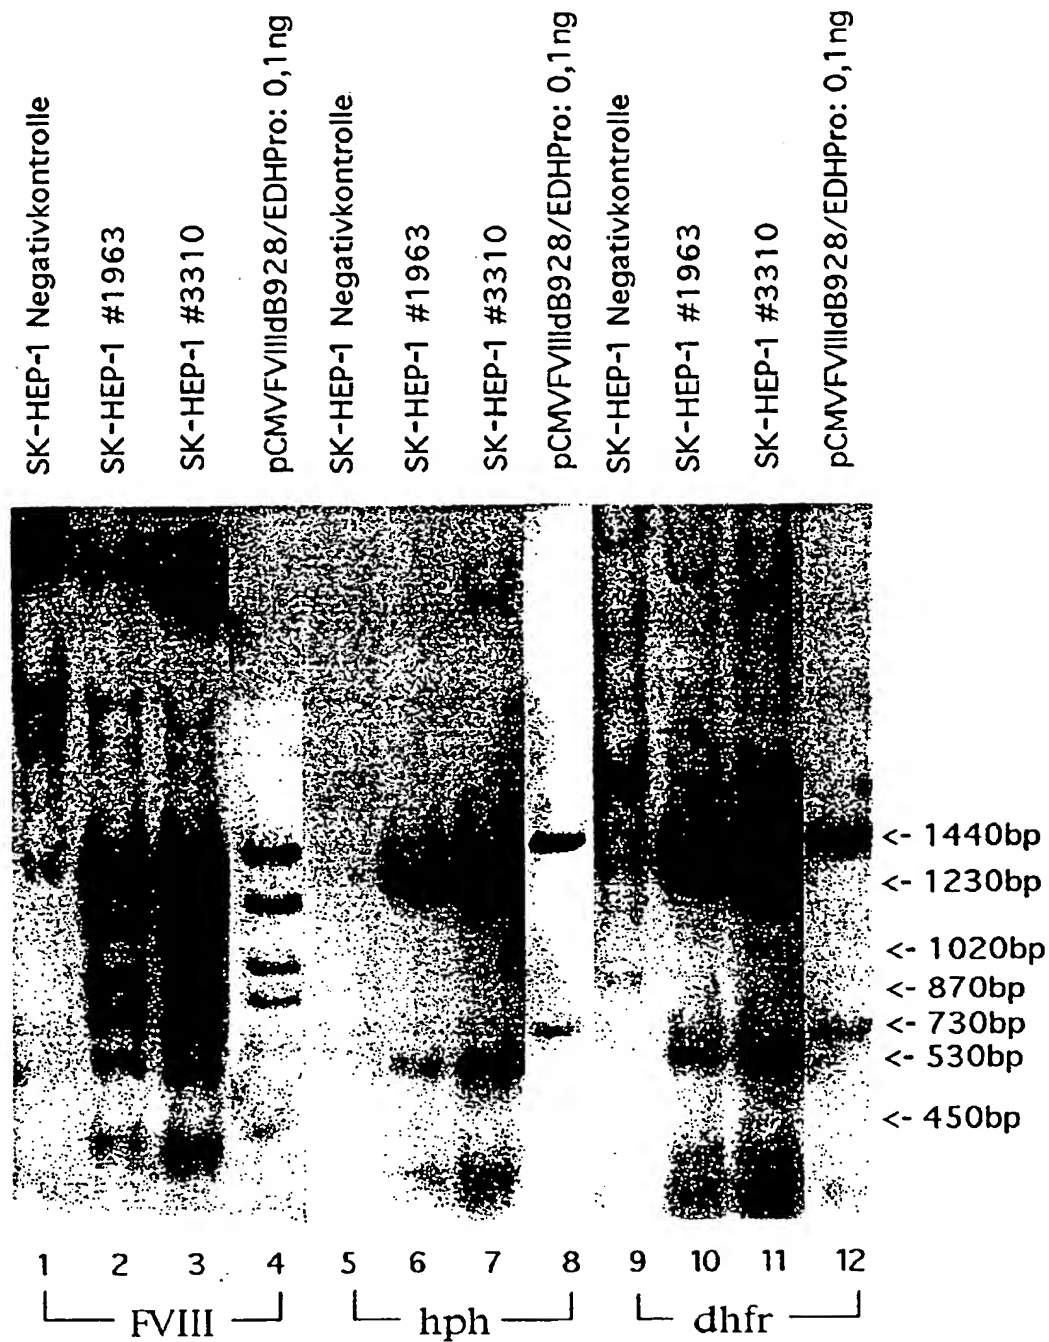 SK-HEP-1 Negativkontrolle
SK-HEP-1 #1963
SK-HEP-1 #3310
pCMVFVIIIdB928/EDHPro: 0,1ng
SK-HEP-1 Negativkontrolle
SK-HEP-1 #1963
SK-HEP-1 #3310
pCMVFVIIIdB928/EDHPro: 0,1ng
SK-HEP-1 Negativkontrolle
SK-HEP-1 #1963
SK-HEP-1 #3310
pCMVFVIIIdB928/EDHPro: 0,1ng
<- 1440bp
<- 1230bp
<- 1020bp
<- 870bp
<- 730bp
<- 530bp
<- 450bp
1 2 3 4 5 6 7 8 9 10 11 12
FVIII hph dhfr